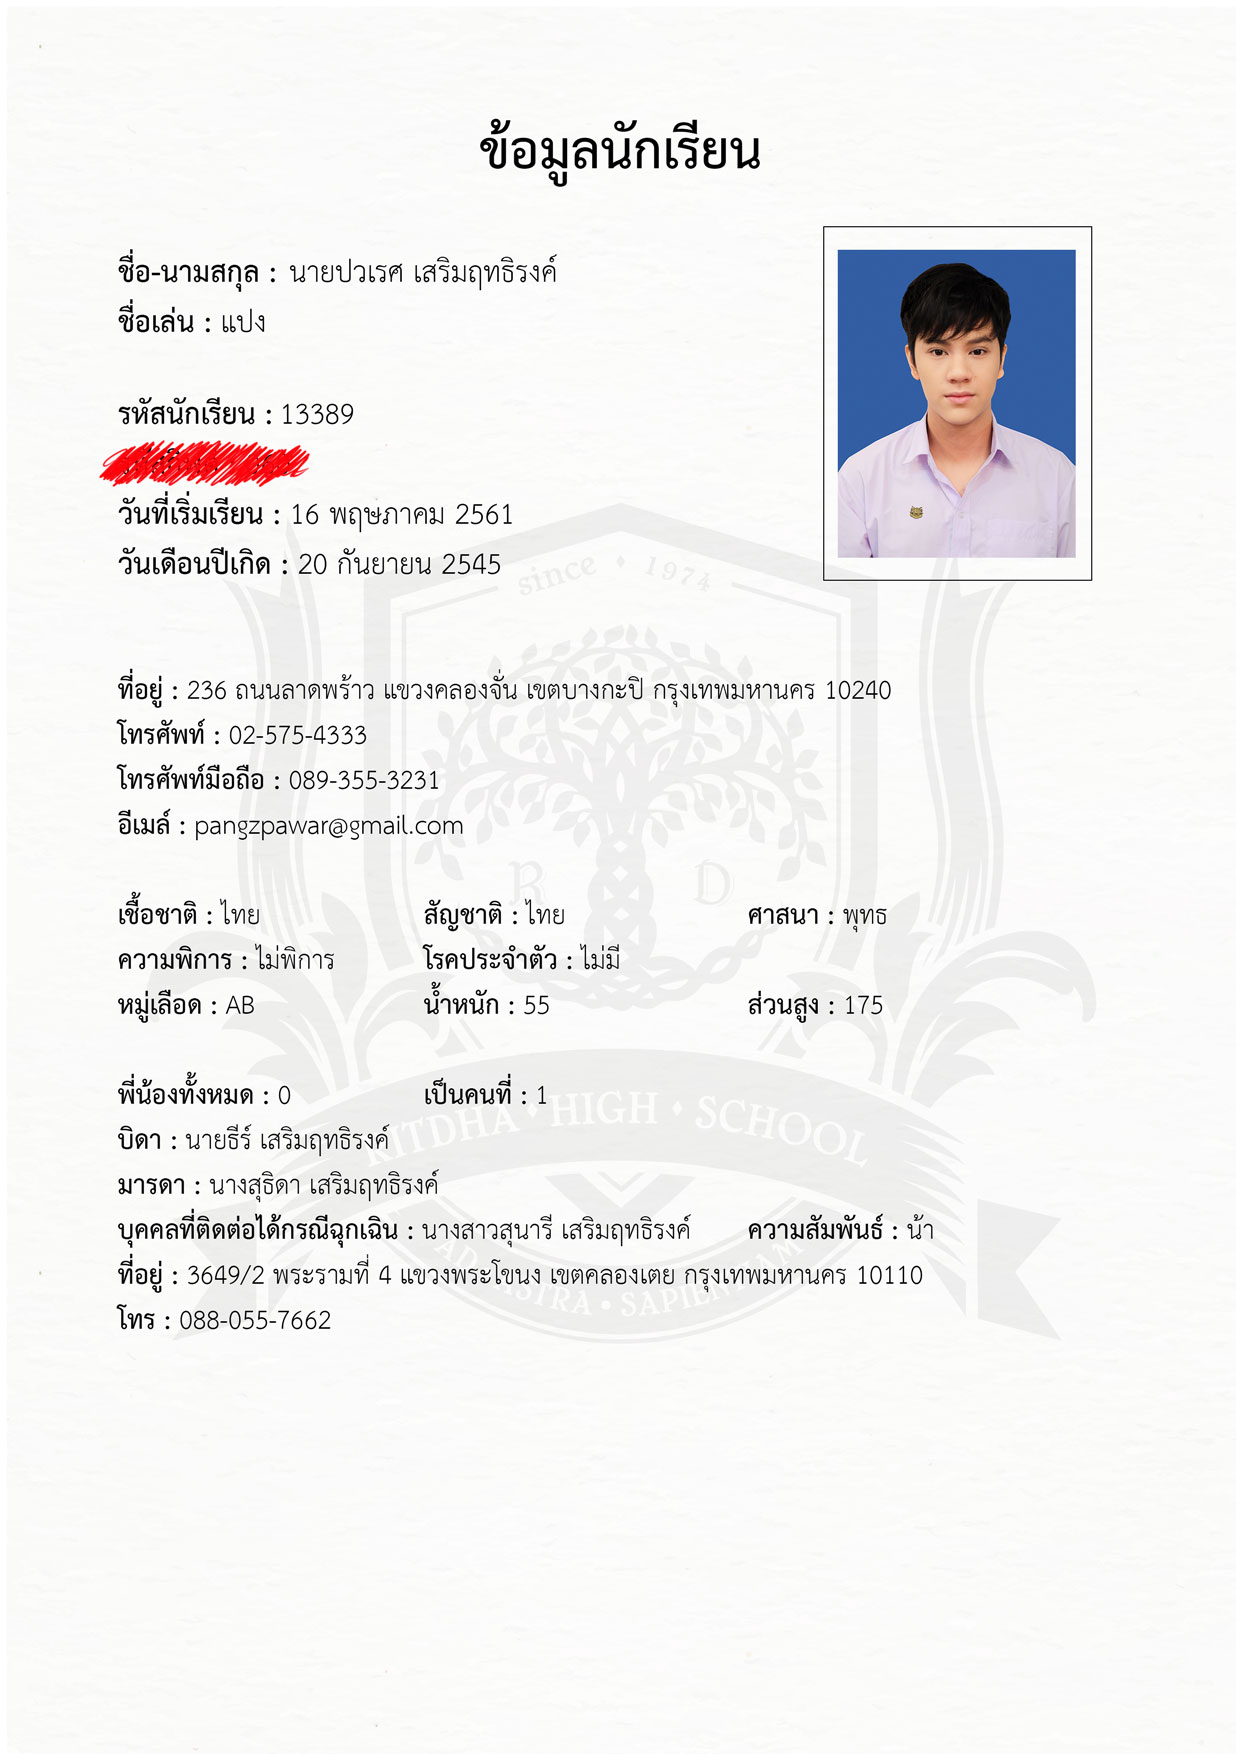 ข้อมูลนักเรียน
ชื่อ-นามสกุล : นายปวเรศ เสริมฤทธิรงค์
ชื่อเล่น : แปง
รหัสนักเรียน : 13389
วันที่เริ่มเรียน : 16 พฤษภาคม 2561
วันเดือนปีเกิด : 20 กันยายน 2545
since • 1974
ที่อยู่ : 236 ถนนลาดพร้าว แขวงคลองจั่น เขตบางกะปิ กรุงเทพมหานคร 10240
โทรศัพท์ : 02-575-4333
โทรศัพท์มือถือ : 089-355-3231
อีเมล์ : pangzpawar@gmail.com
R D
เชื้อชาติ : ไทย สัญชาติ : ไทย ศาสนา : พุทธ
ความพิการ : ไม่พิการ โรคประจำตัว : ไม่มี
หมู่เลือด : AB น้ำหนัก : 55 ส่วนสูง : 175
พี่น้องทั้งหมด : 0 เป็นคนที่ : 1
RITDHA • HIGH • SCHOOL
บิดา : นายธีร์ เสริมฤทธิรงค์
มารดา : นางสุธิดา เสริมฤทธิรงค์
บุคคลที่ติดต่อได้กรณีฉุกเฉิน : นางสาวสุนารี เสริมฤทธิรงค์ ความสัมพันธ์ : น้า
ที่อยู่ : 3649/2 พระรามที่ 4 แขวงพระโขนง เขตคลองเตย กรุงเทพมหานคร 10110
โทร : 088-055-7662